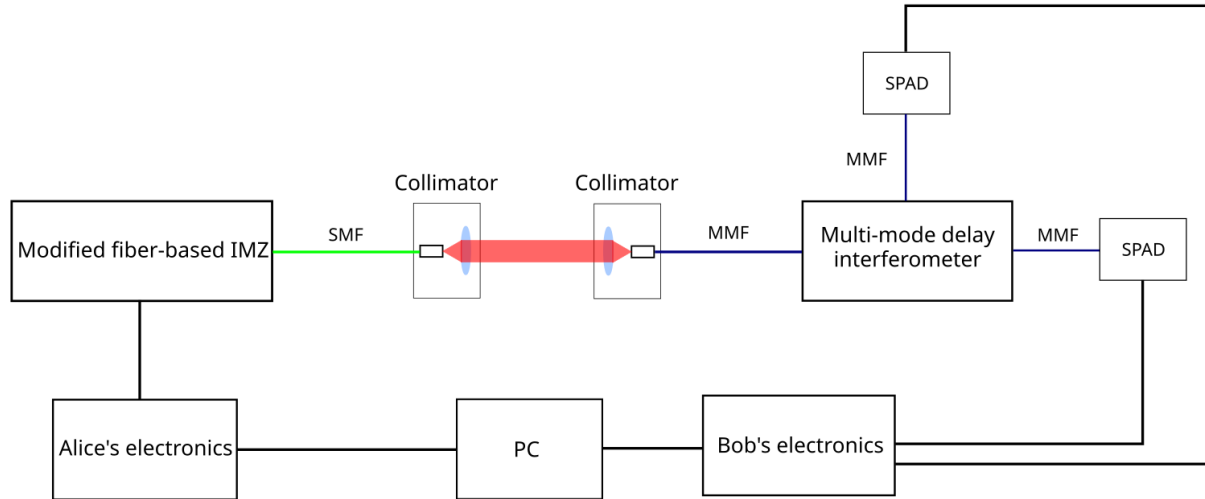 SPAD
MMF
Collimator
Collimator
Modified fiber-based IMZ
SMF
MMF
Multi-mode delay
interferometer
MMF
SPAD
Alice's electronics
PC
Bob's electronics